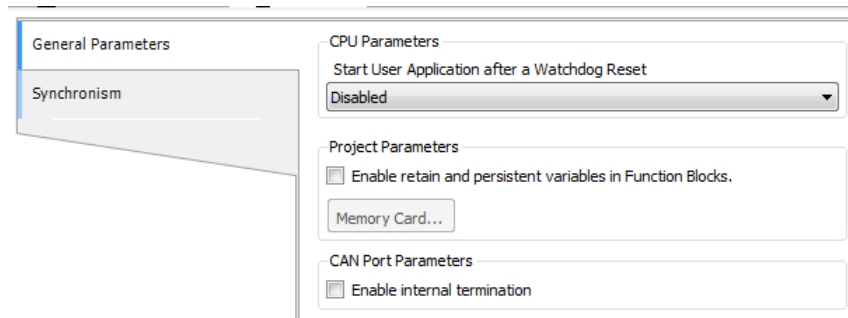 General Parameters
Synchronism
CPU Parameters
Start User Application after a Watchdog Reset
Disabled
Project Parameters
Enable retain and persistent variables in Function Blocks.
Memory Card...
CAN Port Parameters
Enable internal termination